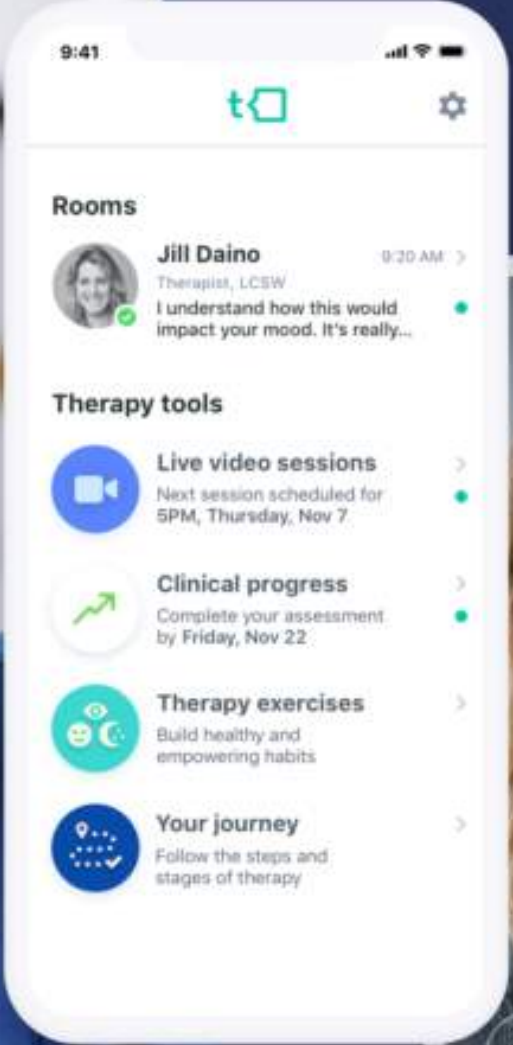 9:41
t
Rooms
Jill Daino
9:20 AM
Therapist, LCSW
I understand how this would
impact your mood. It's really...
Therapy tools
Live video sessions
Next session scheduled for
5PM, Thursday, Nov 7
Clinical progress
Complete your assessment
by Friday, Nov 22
Therapy exercises
Build healthy and
empowering habits
Your journey
Follow the steps and
stages of therapy